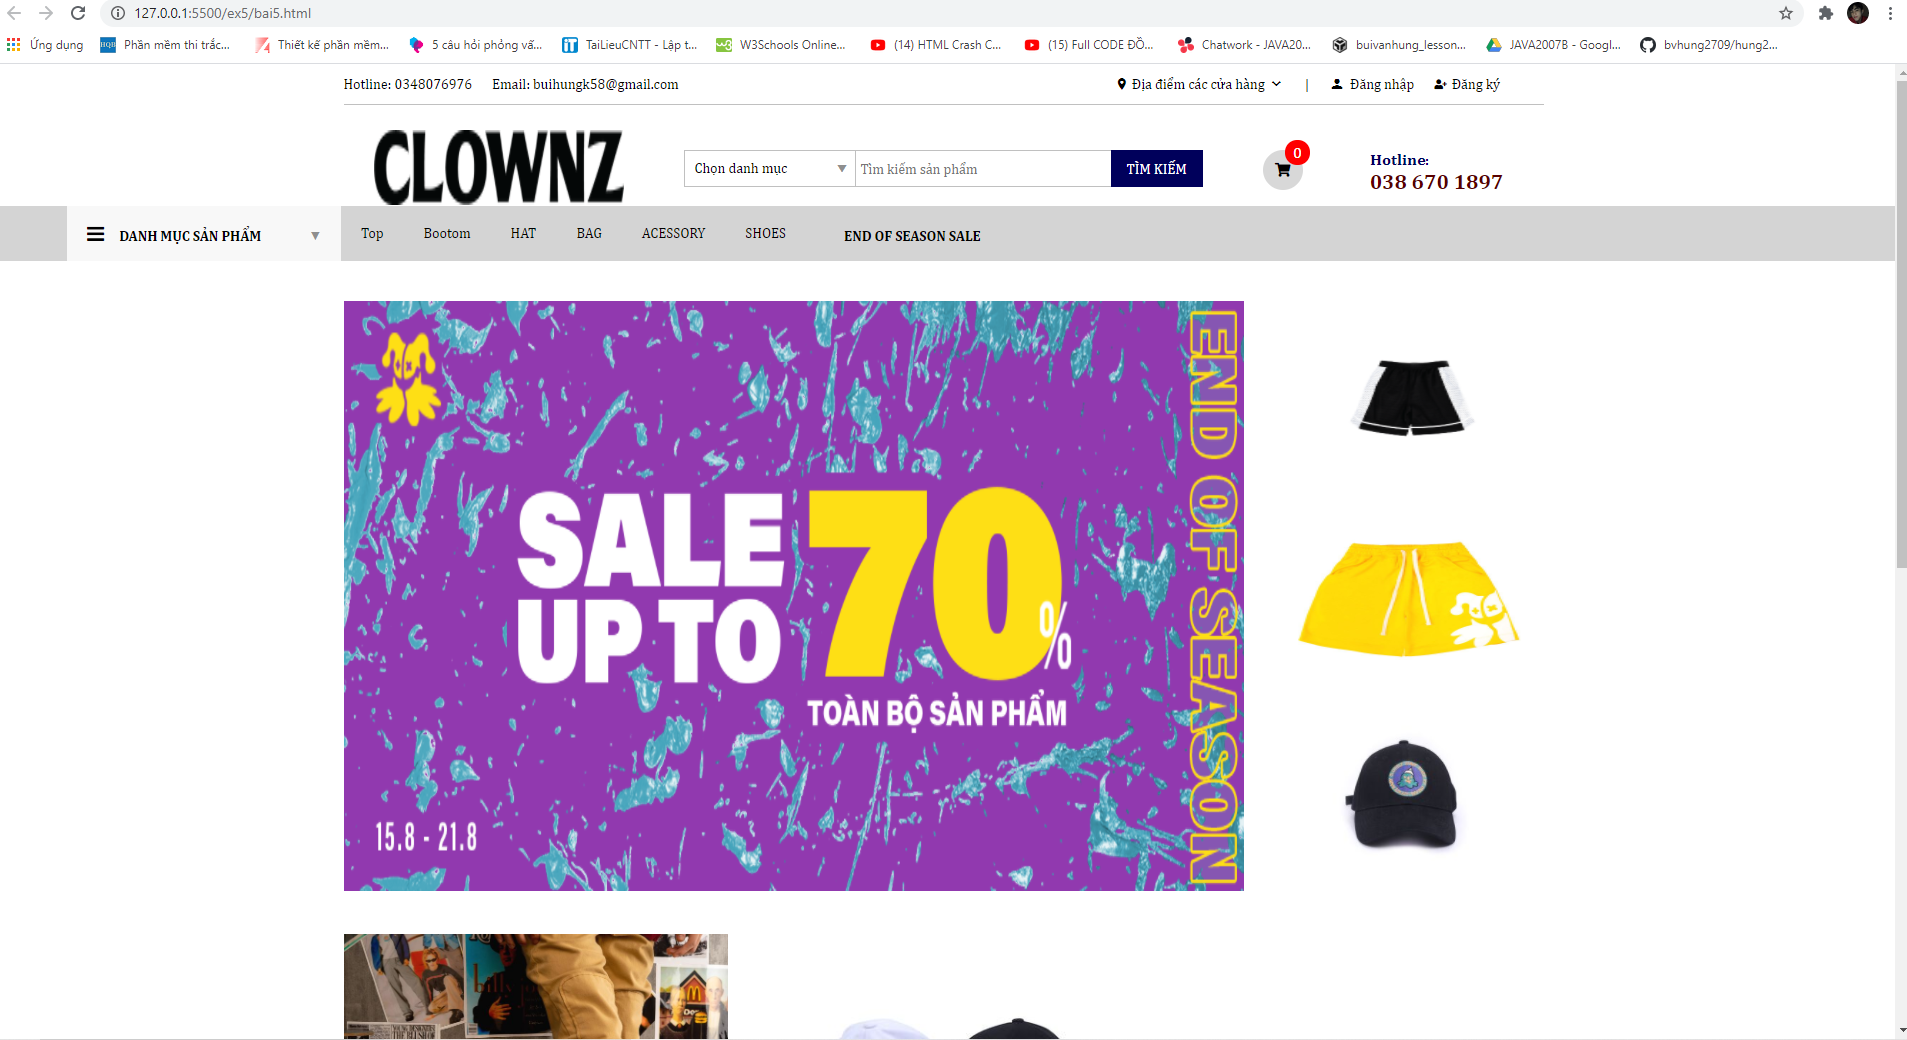 127.0.0.1:5500/ex5/bai5.html
Ứng dụng
HQB Phần mềm thi trắc...
Thiết kế phần mềm...
5 câu hỏi phỏng vấ...
TaiLieuCNTT - Lập t...
W3Schools Online...
(14) HTML Crash C...
(15) Full CODE ĐỒ...
Chatwork - JAVA20...
buivanhung_lesson...
JAVA2007B - Googl...
bvhung2709/hung2...
Hotline: 0348076976 Email: buihungk58@gmail.com
Địa điểm các cửa hàng | Đăng nhập Đăng ký
CLOWNZ
Chọn danh mục
Tìm kiếm sản phẩm
TÌM KIẾM
0
Hotline:
038 670 1897
DANH MỤC SẢN PHẨM
Top Bootom HAT BAG ACESSORY SHOES END OF SEASON SALE
SALE
UP TO
70%
TOÀN BỘ SẢN PHẨM
15.8 - 21.8
END OF SEASON